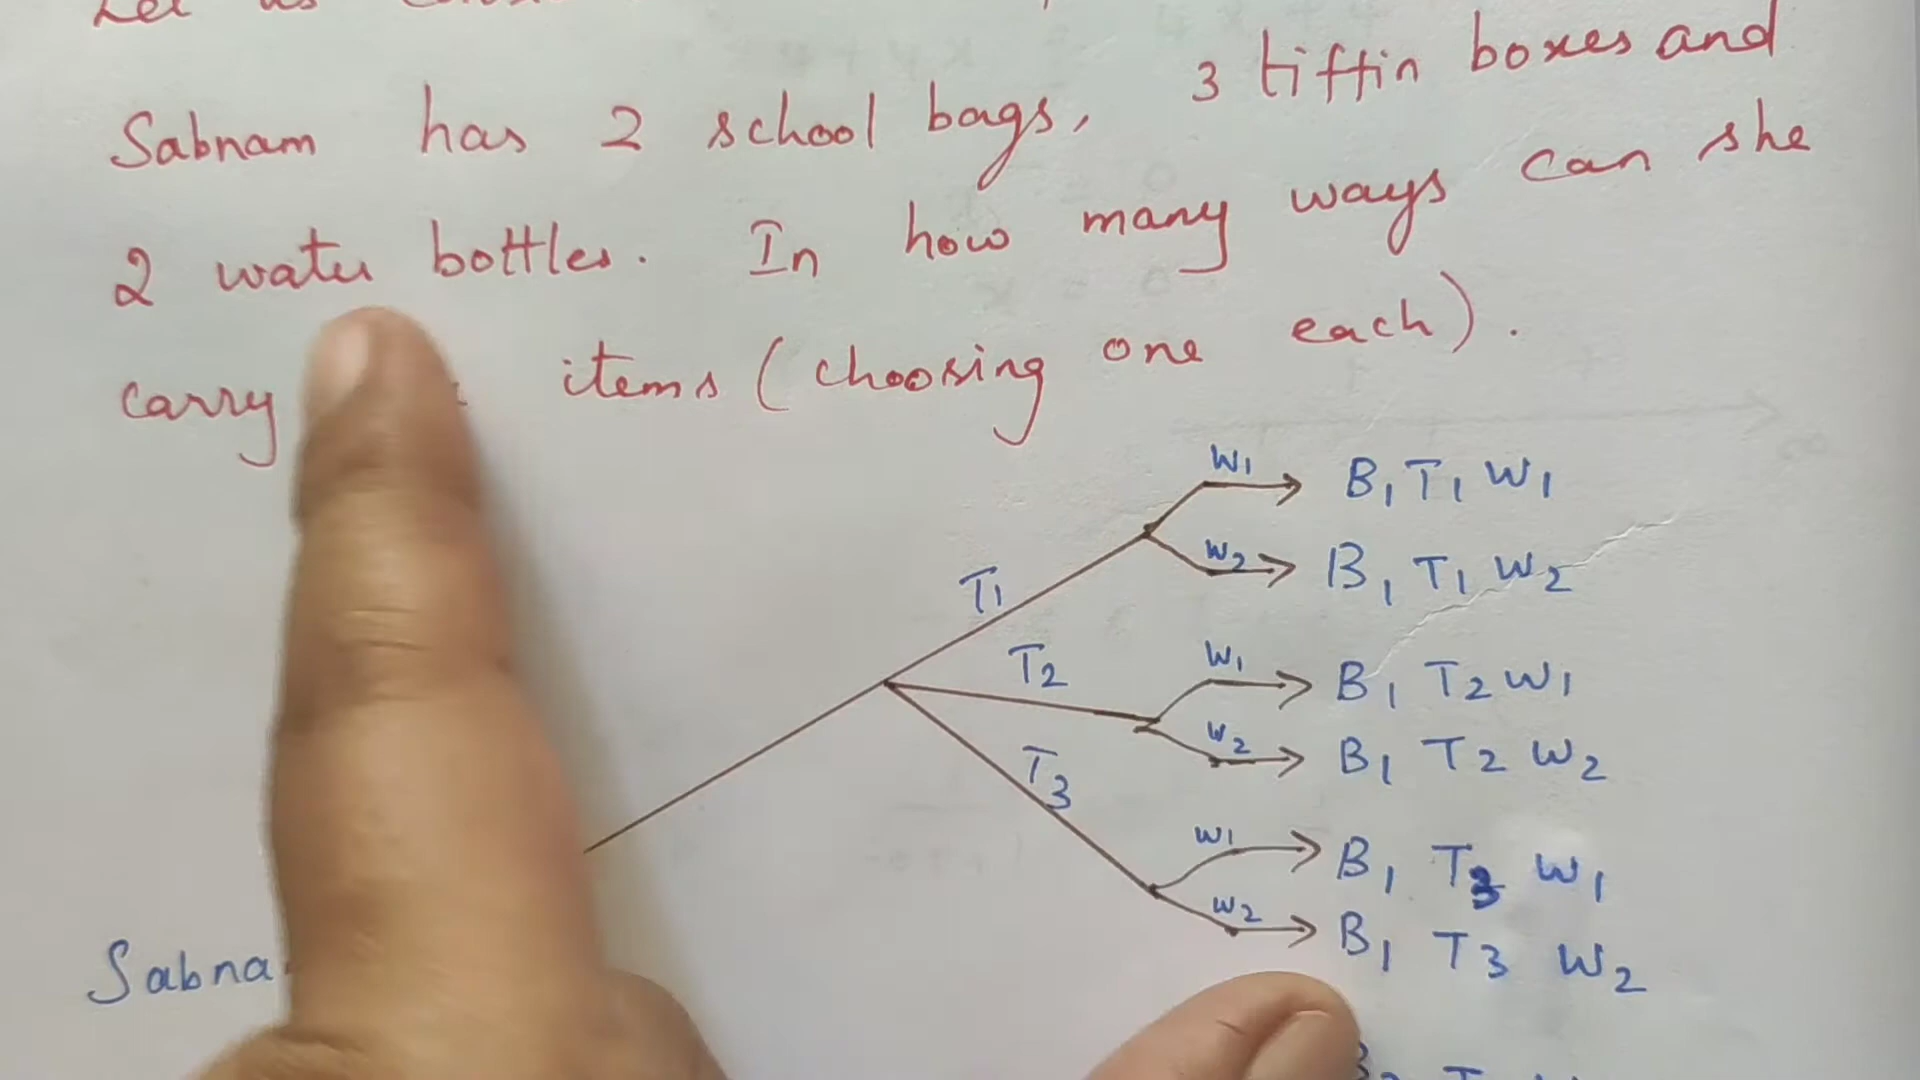 Sabnam has 2 school bags, 3 tiffin boxes and
2 water bottles. In how many ways can she
carry items (choosing one each).
W1 B1 T1 W1
T1 W2 B1 T1 W2
T2 W1 B1 T2 W1
W2 B1 T2 W2
T3 W1 B1 T3 W1
W2 B1 T3 W2
Sabna